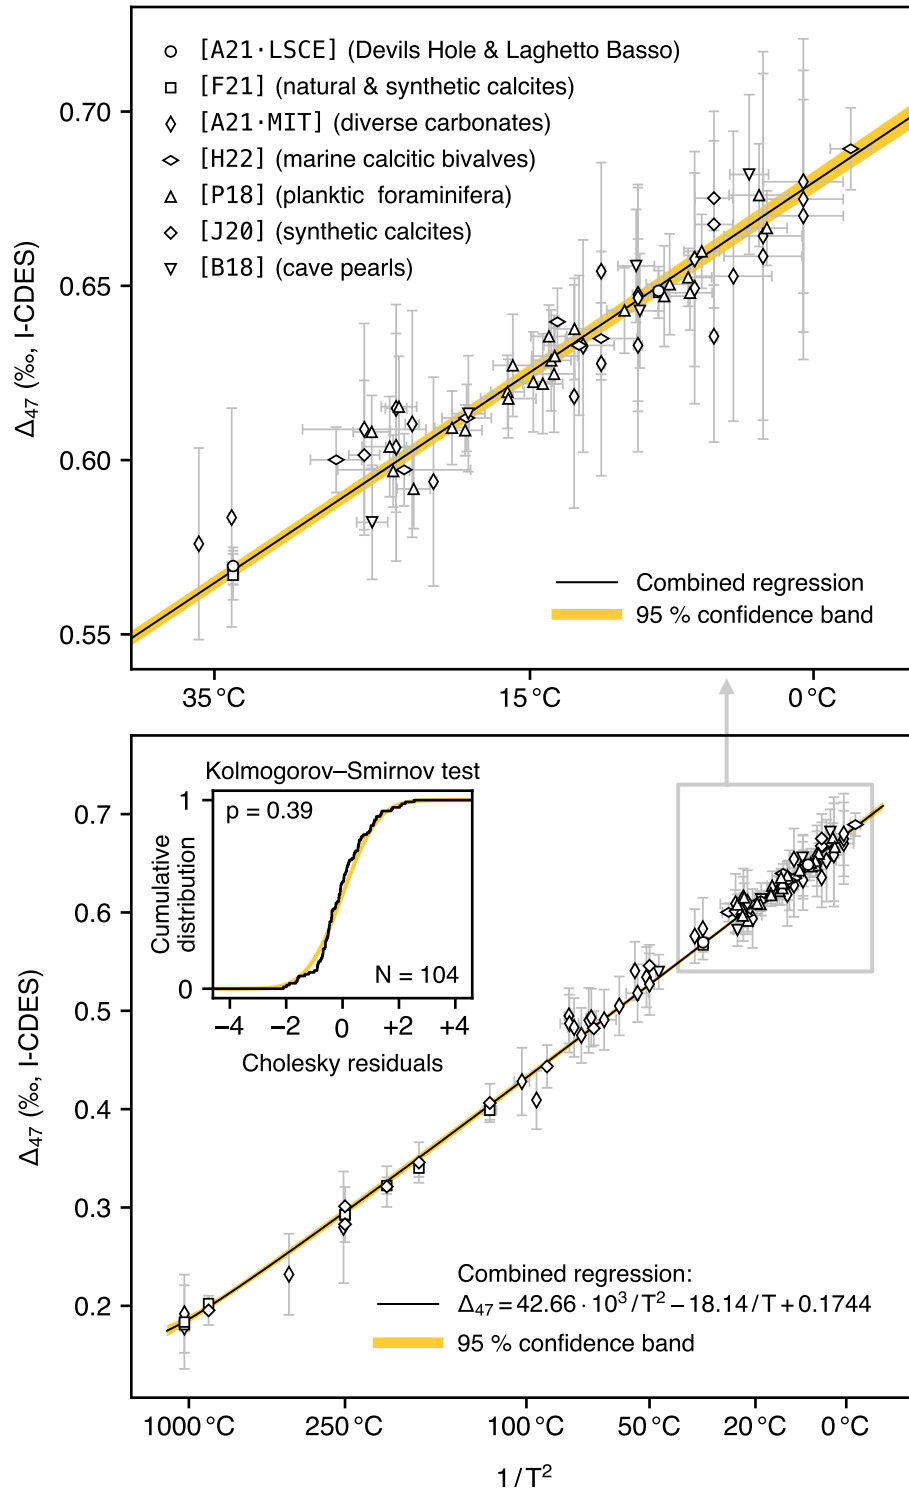 [A21·LSCE] (Devils Hole & Laghetto Basso)
[F21] (natural & synthetic calcites)
[A21·MIT] (diverse carbonates)
[H22] (marine calcitic bivalves)
[P18] (planktic foraminifera)
[J20] (synthetic calcites)
[B18] (cave pearls)
0.70
0.65
0.60
0.55
Δ47 (‰, I-CDES)
Combined regression
95 % confidence band
35 °C
15 °C
0 °C
Kolmogorov–Smirnov test
p = 0.39
N = 104
1
0
Cumulative
distribution
−4
−2
0
+2
+4
Cholesky residuals
0.7
0.6
0.5
0.4
0.3
0.2
Δ47 (‰, I-CDES)
Combined regression:
Δ47 = 42.66 · 10³ / T² − 18.14 / T + 0.1744
95 % confidence band
1000 °C
250 °C
100 °C
50 °C
20 °C
0 °C
1 / T²